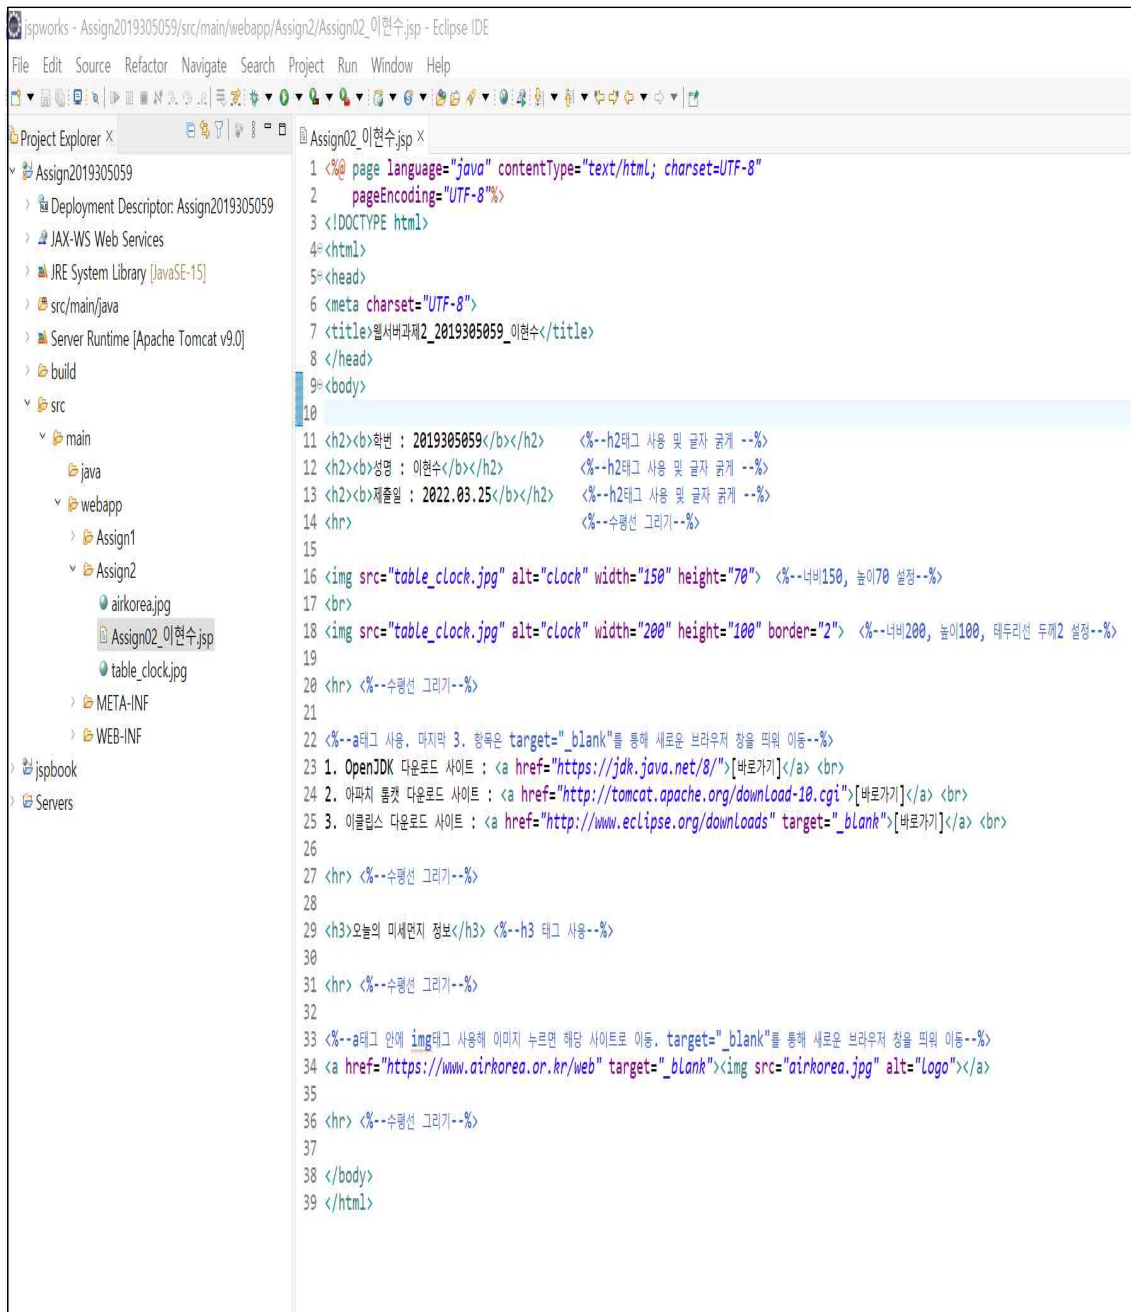 jspworks - Assign2019305059/src/main/webapp/Assign2/Assign02_이현수.jsp - Eclipse IDE
File Edit Source Refactor Navigate Search Project Run Window Help
Project Explorer
Assign2019305059
Deployment Descriptor: Assign2019305059
JAX-WS Web Services
JRE System Library [JavaSE-15]
src/main/java
Server Runtime [Apache Tomcat v9.0]
build
src
main
java
webapp
Assign1
Assign2
airkorea.jpg
Assign02_이현수.jsp
table_clock.jpg
META-INF
WEB-INF
jspbook
Servers
Assign02_이현수.jsp
1 <%@ page language="java" contentType="text/html; charset=UTF-8"
2 pageEncoding="UTF-8"%>
3 <!DOCTYPE html>
4 <html>
5 <head>
6 <meta charset="UTF-8">
7 <title>웹서버과제2_2019305059_이현수</title>
8 </head>
9 <body>
10
11 <h2><b>학번 : 2019305059</b></h2> <%--h2태그 사용 및 글자 굵게 --%>
12 <h2><b>성명 : 이현수</b></h2> <%--h2태그 사용 및 글자 굵게 --%>
13 <h2><b>제출일 : 2022.03.25</b></h2> <%--h2태그 사용 및 글자 굵게 --%>
14 <hr> <%--수평선 그리기--%>
15
16 <img src="table_clock.jpg" alt="clock" width="150" height="70"> <%--너비150, 높이70 설정--%>
17 <br>
18 <img src="table_clock.jpg" alt="clock" width="200" height="100" border="2"> <%--너비200, 높이100, 테두리선 두께2 설정--%>
19
20 <hr> <%--수평선 그리기--%>
21
22 <%--a태그 사용. 마지막 3. 항목은 target="_blank"를 통해 새로운 브라우저 창을 띄워 이동--%>
23 1. OpenJDK 다운로드 사이트 : <a href="https://jdk.java.net/8/">[바로가기]</a> <br>
24 2. 아파치 톰캣 다운로드 사이트 : <a href="http://tomcat.apache.org/download-10.cgi">[바로가기]</a> <br>
25 3. 이클립스 다운로드 사이트 : <a href="http://www.eclipse.org/downloads" target="_blank">[바로가기]</a> <br>
26
27 <hr> <%--수평선 그리기--%>
28
29 <h3>오늘의 미세먼지 정보</h3> <%--h3 태그 사용--%>
30
31 <hr> <%--수평선 그리기--%>
32
33 <%--a태그 안에 img태그 사용해 이미지 누르면 해당 사이트로 이동. target="_blank"를 통해 새로운 브라우저 창을 띄워 이동--%>
34 <a href="https://www.airkorea.or.kr/web" target="_blank"><img src="airkorea.jpg" alt="logo"></a>
35
36 <hr> <%--수평선 그리기--%>
37
38 </body>
39 </html>